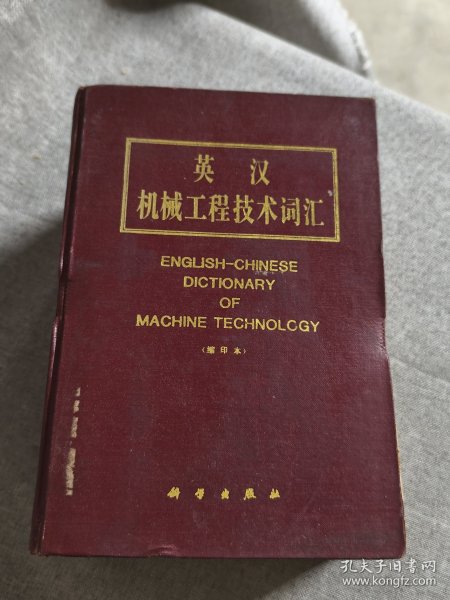 英汉
机械工程技术词汇
ENGLISH-CHINESE
DICTIONARY
OF
MACHINE TECHNOLOGY
(缩印本)
科学出版社
孔夫子旧书网
www.kongfz.com